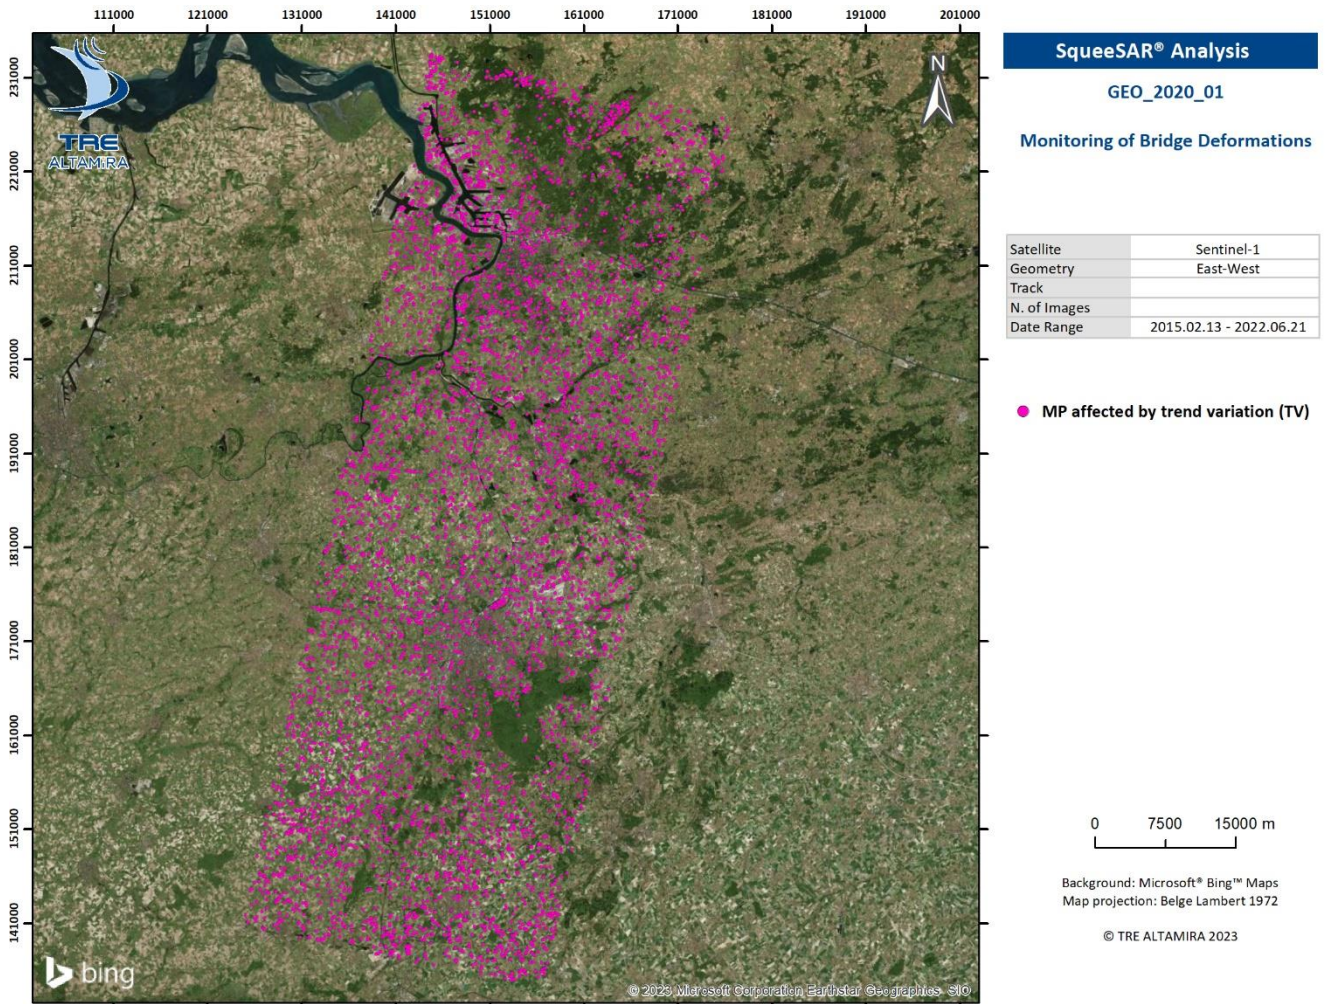 111000 121000 131000 141000 151000 161000 171000 181000 191000 201000
231000
221000
211000
201000
191000
181000
171000
161000
151000
141000
TRE
ALTAMIRA
N
bing
© 2023 Microsoft Corporation Earthstar Geographics SIO
SqueeSAR® Analysis
GEO_2020_01
Monitoring of Bridge Deformations
Satellite Sentinel-1
Geometry East-West
Track
N. of Images
Date Range 2015.02.13 - 2022.06.21
MP affected by trend variation (TV)
0 7500 15000 m
Background: Microsoft® Bing™ Maps
Map projection: Belge Lambert 1972
© TRE ALTAMIRA 2023